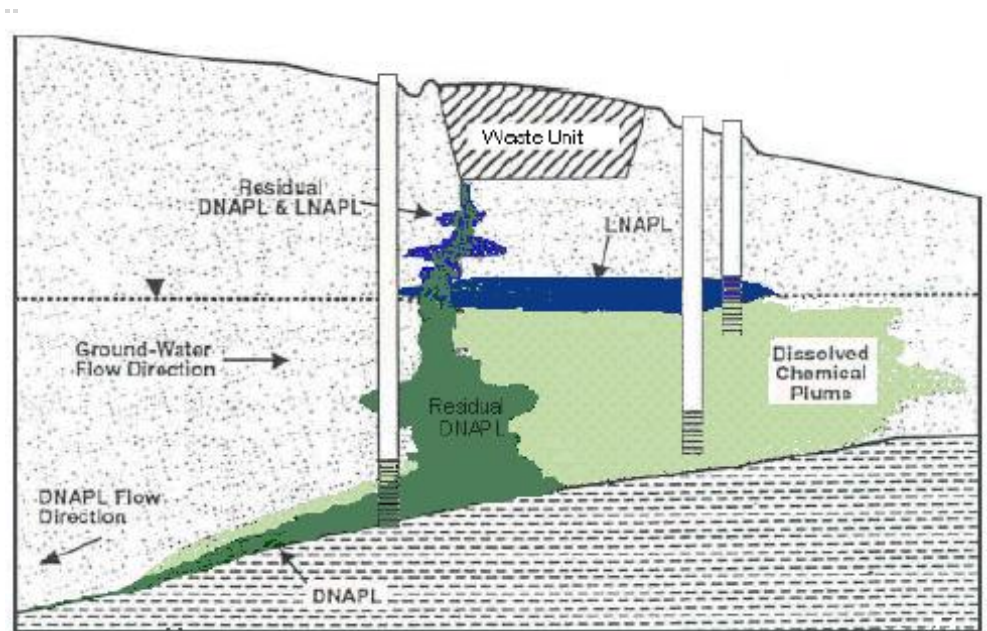 Waste Unit
Residual
DNAPL & LNAPL
LNAPL
Ground-Water
Flow Direction
Dissolved
Chemical
Plume
Residual
DNAPL
DNAPL Flow
Direction
DNAPL